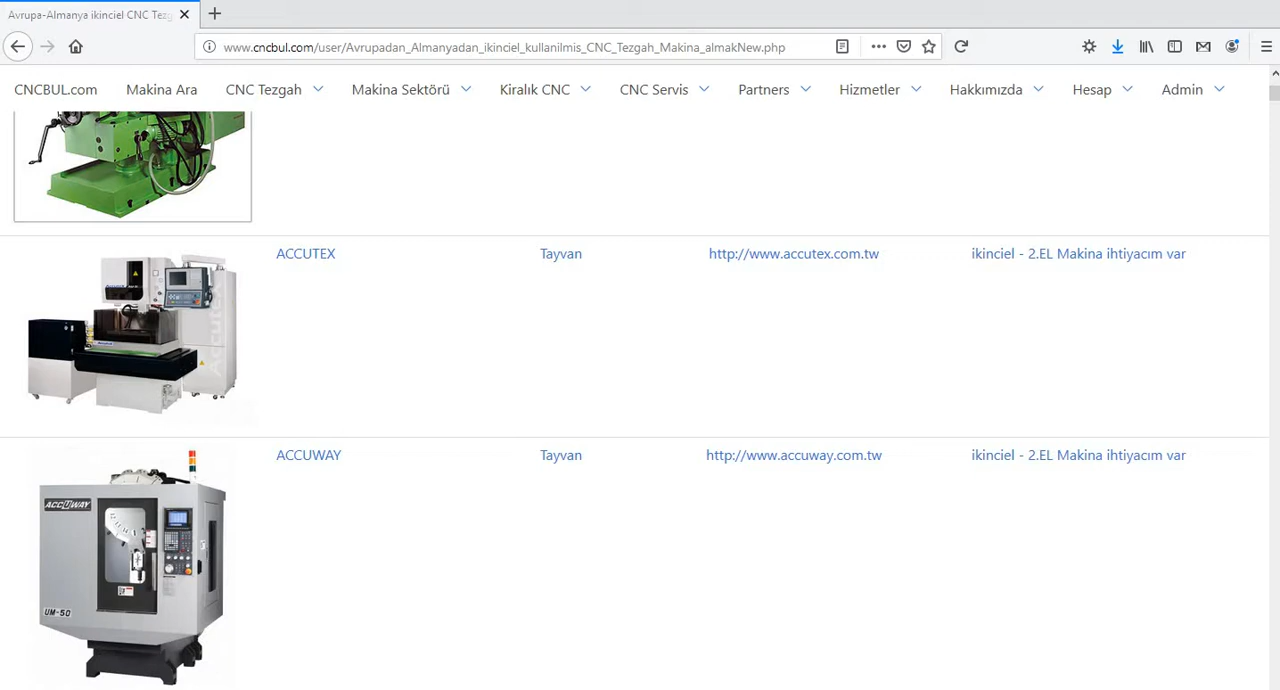 Avrupa-Almanya ikinciel CNC Tezg
www.cncbul.com/user/Avrupadan_Almanyadan_ikinciel_kullanilmis_CNC_Tezgah_Makina_almakNew.php
CNCBUL.com Makina Ara CNC Tezgah Makina Sektörü Kiralık CNC CNC Servis Partners Hizmetler Hakkımızda Hesap Admin
ACCUTEX Tayvan http://www.accutex.com.tw ikinciel - 2.EL Makina ihtiyacım var
ACCUWAY Tayvan http://www.accuway.com.tw ikinciel - 2.EL Makina ihtiyacım var
ACCUWAY
UM-50